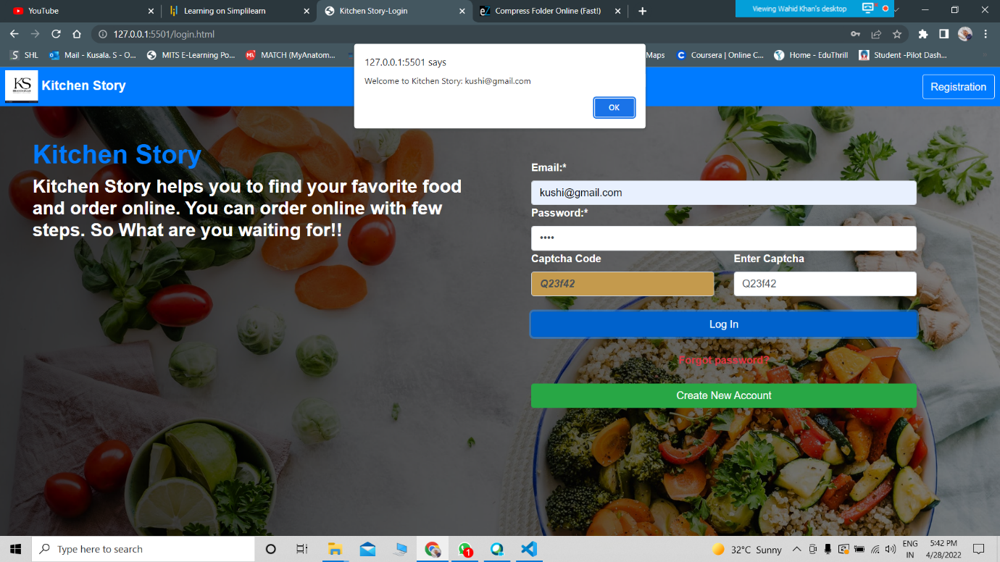 YouTube
Learning on Simplilearn
Kitchen Story-Login
eZ Compress Folder Online (Fast!)
Viewing Wahid Khan's desktop
127.0.0.1:5501/login.html
SHL
Mail - Kusala. S - O...
MITS E-Learning Po...
MATCH (MyAnatom...
Maps
Coursera | Online C...
Home - EduThrill
Student -Pilot Dash...
127.0.0.1:5501 says
Welcome to Kitchen Story: kushi@gmail.com
OK
KS
Kitchen Story
Registration
Kitchen Story
Kitchen Story helps you to find your favorite food
and order online. You can order online with few
steps. So What are you waiting for!!
Email:*
kushi@gmail.com
Password:*
••••
Captcha Code
Enter Captcha
Q23f42
Q23f42
Log In
Forgot password?
Create New Account
Type here to search
1
32°C Sunny
ENG
IN
5:42 PM
4/28/2022